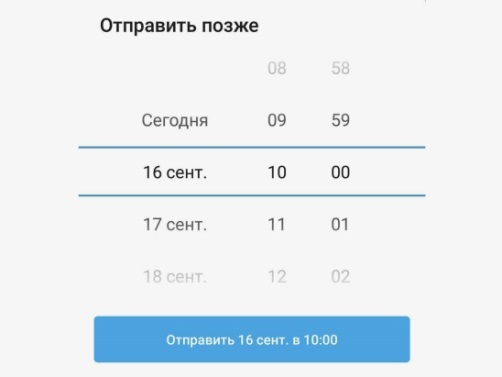 Отправить позже
08 58
Сегодня 09 59
16 сент. 10 00
17 сент. 11 01
18 сент. 12 02
Отправить 16 сент. в 10:00